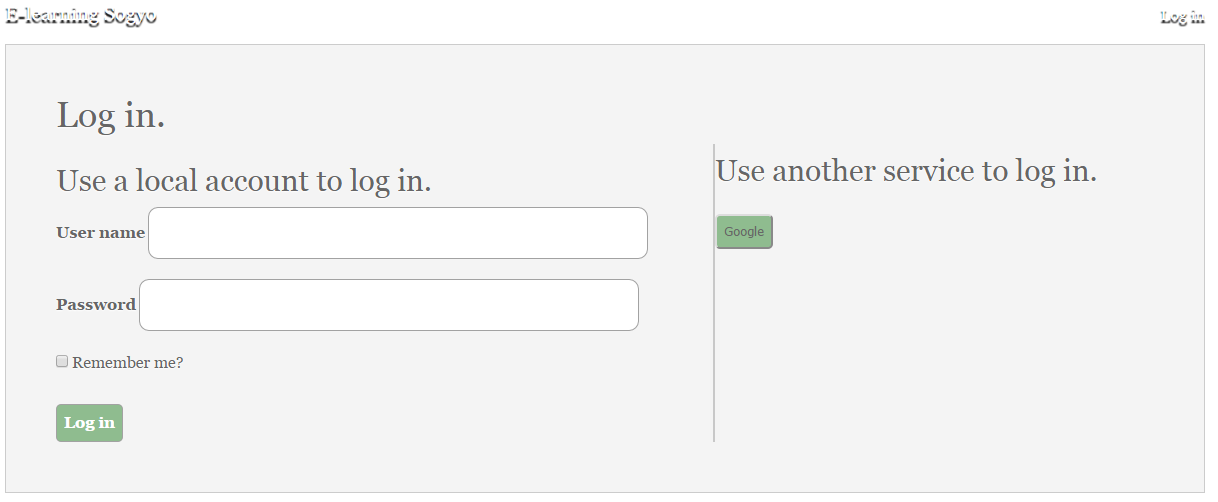 E-learning Sogyo
Log in
Log in.
Use a local account to log in.
User name
Password
Remember me?
Log in
Use another service to log in.
Google